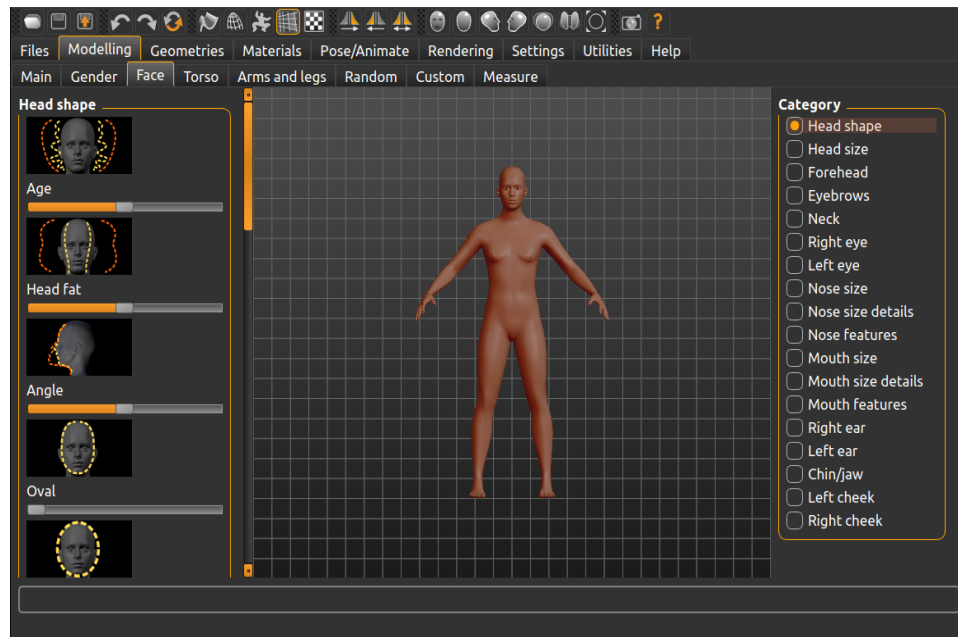 Files Modelling Geometries Materials Pose/Animate Rendering Settings Utilities Help
Main Gender Face Torso Arms and legs Random Custom Measure
Head shape
Age
Head fat
Angle
Oval
Category
Head shape
Head size
Forehead
Eyebrows
Neck
Right eye
Left eye
Nose size
Nose size details
Nose features
Mouth size
Mouth size details
Mouth features
Right ear
Left ear
Chin/jaw
Left cheek
Right cheek